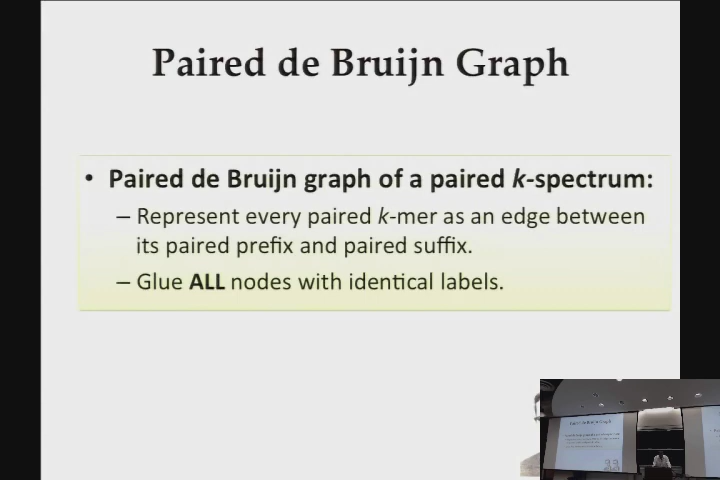 Paired de Bruijn Graph
• Paired de Bruijn graph of a paired k-spectrum:
– Represent every paired k-mer as an edge between
its paired prefix and paired suffix.
– Glue ALL nodes with identical labels.